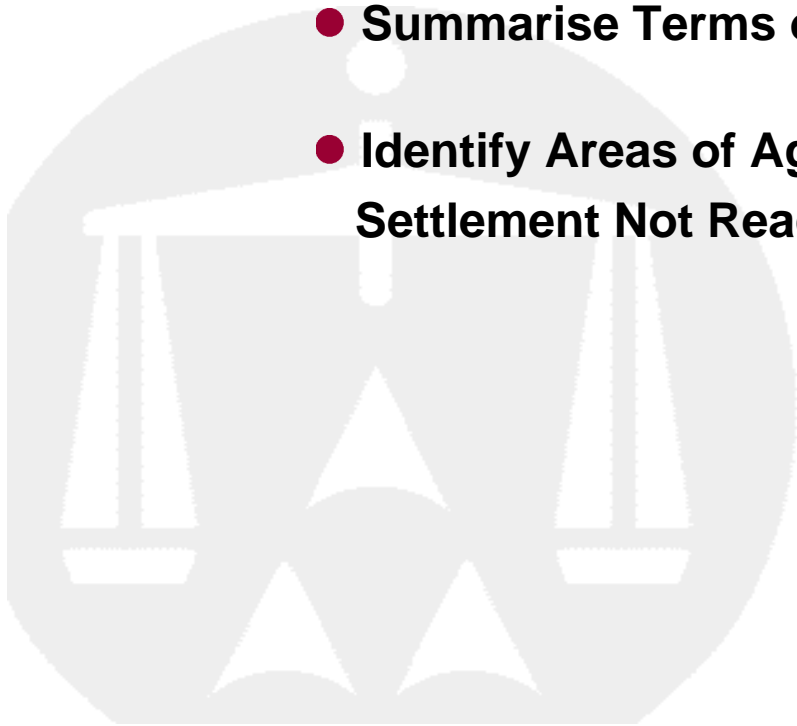 ● Summarise Terms
● Identify Areas of
Settlement Not